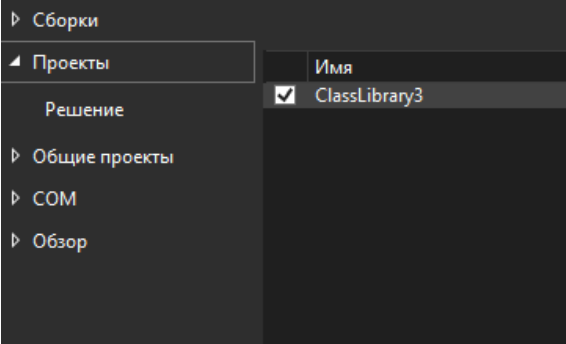 Сборки
Проекты
Решение
Общие проекты
COM
Обзор
Имя
ClassLibrary3